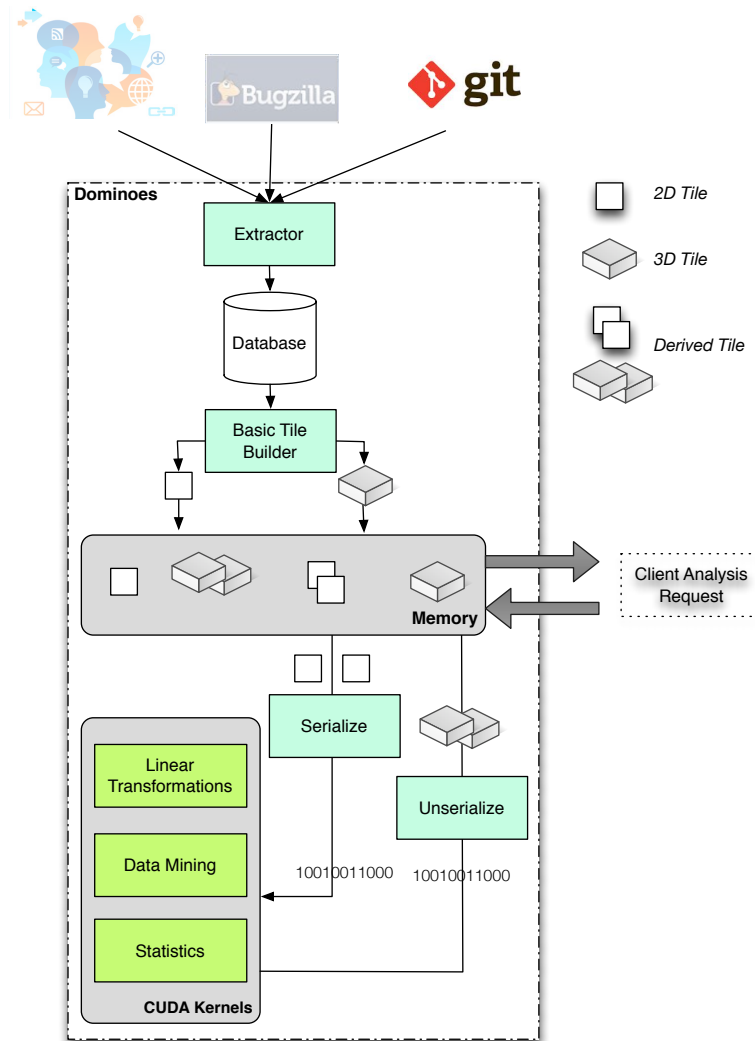 Bugzilla
git
Dominoes
Extractor
2D Tile
3D Tile
Database
Derived Tile
Basic Tile
Builder
Memory
Client Analysis
Request
Serialize
Unserialize
Linear
Transformations
Data Mining
Statistics
10010011000
10010011000
CUDA Kernels